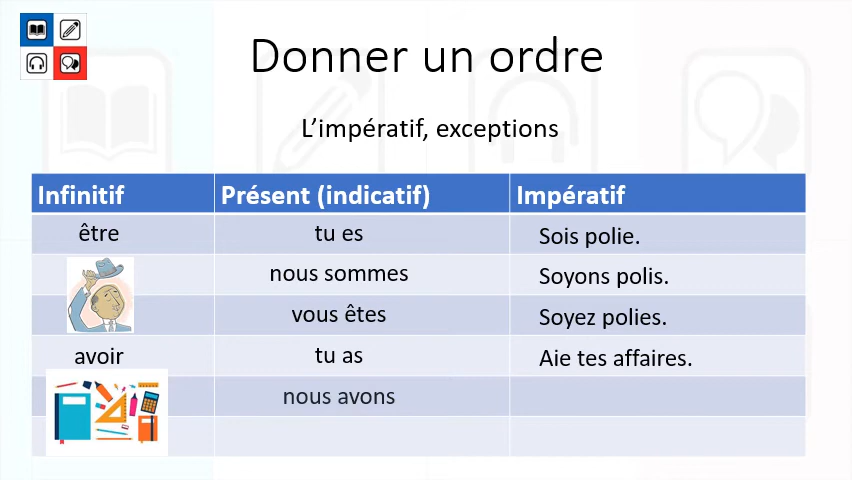 Donner un ordre
L'impératif, exceptions
Infinitif Présent (indicatif) Impératif
être tu es Sois polie.
nous sommes Soyons polis.
vous êtes Soyez polies.
avoir tu as Aie tes affaires.
nous avons